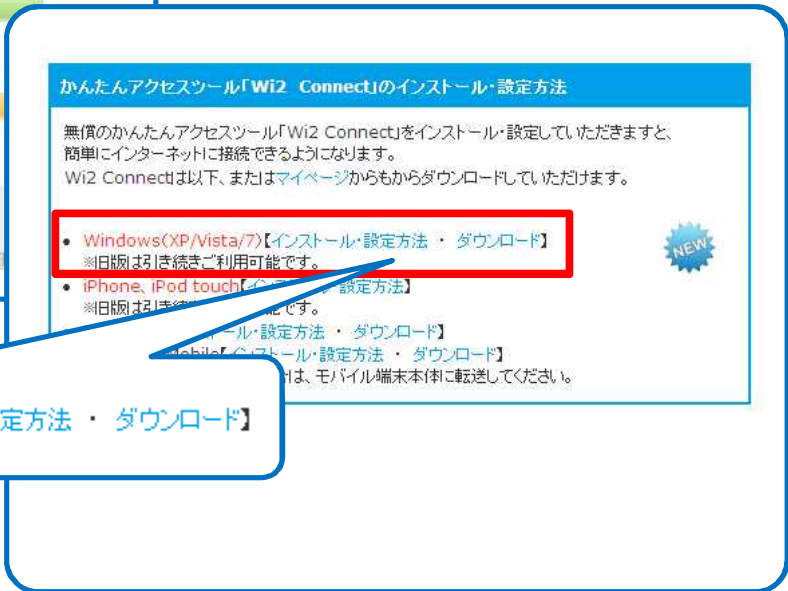 かんたんアクセスツール「Wi2 Connect」のインストール・設定方法
無償のかんたんアクセスツール「Wi2 Connect」をインストール・設定していただきますと、
簡単にインターネットに接続できるようになります。
Wi2 Connectは以下、またはマイページからもからダウンロードしていただけます。
• Windows(XP/Vista/7)【インストール・設定方法 ・ ダウンロード】
※旧版は引き続きご利用可能です。
NEW
• iPhone、iPod touch【 設定方法】
※旧版は引き続 能です。
ール・設定方法 ・ ダウンロード】
Mobile【インストール・設定方法 ・ ダウンロード】
は、モバイル端末本体に転送してください。
定方法 ・ ダウンロード】